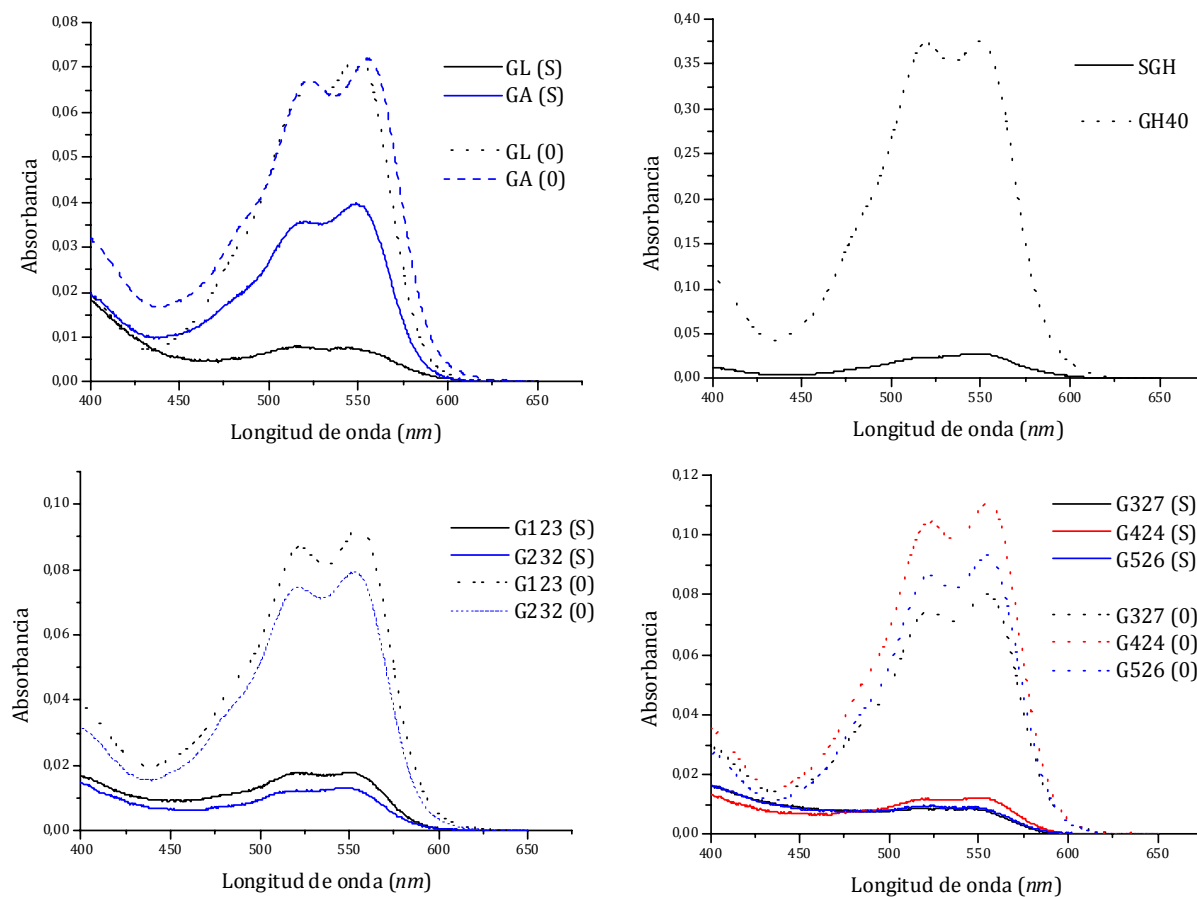 0,08
0,07
0,06
0,05
0,04
0,03
0,02
0,01
0,00
Absorbancia
400 450 500 550 600 650
Longitud de onda (nm)
GL (S)
GA (S)
GL (0)
GA (0)
0,40
0,35
0,30
0,25
0,20
0,15
0,10
0,05
0,00
Absorbancia
400 450 500 550 600 650
Longitud de onda (nm)
SGH
GH40
0,10
0,08
0,06
0,04
0,02
0,00
Absorbancia
400 450 500 550 600 650
Longitud de onda (nm)
G123 (S)
G232 (S)
G123 (0)
G232 (0)
0,12
0,10
0,08
0,06
0,04
0,02
0,00
Absorbancia
400 450 500 550 600 650
Longitud de onda (nm)
G327 (S)
G424 (S)
G526 (S)
G327 (0)
G424 (0)
G526 (0)